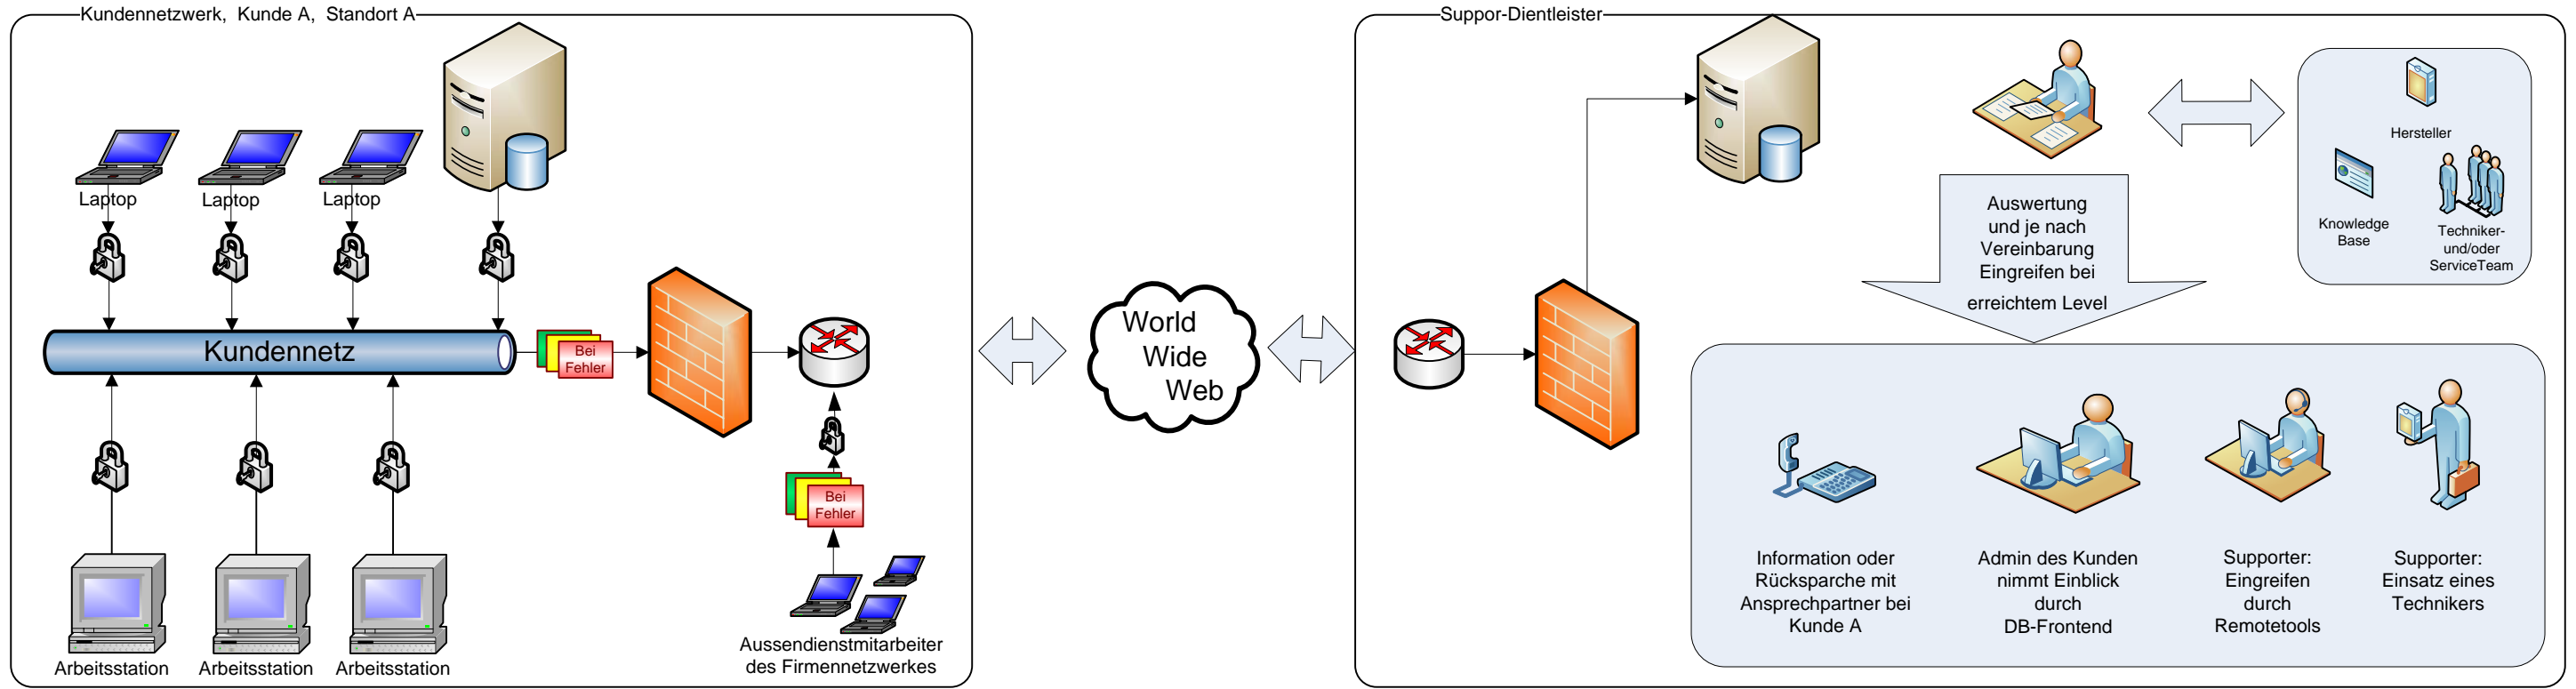 Kundennetzwerk, Kunde A, Standort A
Laptop
Laptop
Laptop
Kundennetz
Bei
Fehler
Arbeitsstation
Arbeitsstation
Arbeitsstation
Bei
Fehler
Aussendienstmitarbeiter
des Firmennetzwerkes
World
Wide
Web
Suppor-Dientleister
Hersteller
Knowledge
Base
Techniker-
und/oder
ServiceTeam
Auswertung
und je nach
Vereinbarung
Eingreifen bei
erreichtem Level
Information oder
Rücksparche mit
Ansprechpartner bei
Kunde A
Admin des Kunden
nimmt Einblick
durch
DB-Frontend
Supporter:
Eingreifen
durch
Remotetools
Supporter:
Einsatz eines
Technikers